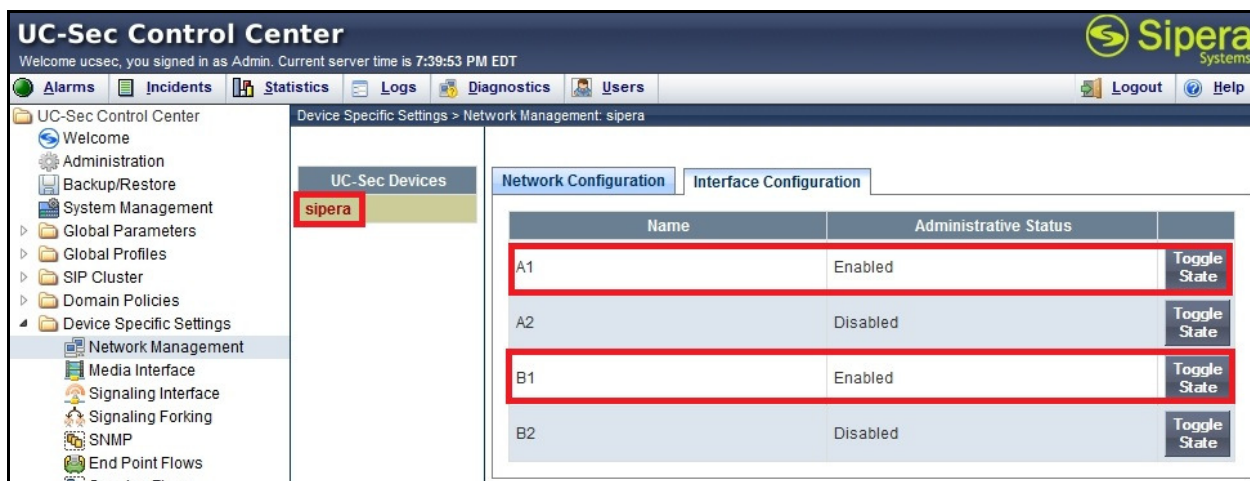 UC-Sec Control Center
Sipera
Systems
Welcome ucsec, you signed in as Admin. Current server time is 7:39:53 PM EDT
Alarms Incidents Statistics Logs Diagnostics Users Logout Help
UC-Sec Control Center
Welcome
Administration
Backup/Restore
System Management
Global Parameters
Global Profiles
SIP Cluster
Domain Policies
Device Specific Settings
Network Management
Media Interface
Signaling Interface
Signaling Forking
SNMP
End Point Flows
Device Specific Settings > Network Management: sipera
UC-Sec Devices
sipera
Network Configuration Interface Configuration
Name Administrative Status
A1 Enabled Toggle State
A2 Disabled Toggle State
B1 Enabled Toggle State
B2 Disabled Toggle State